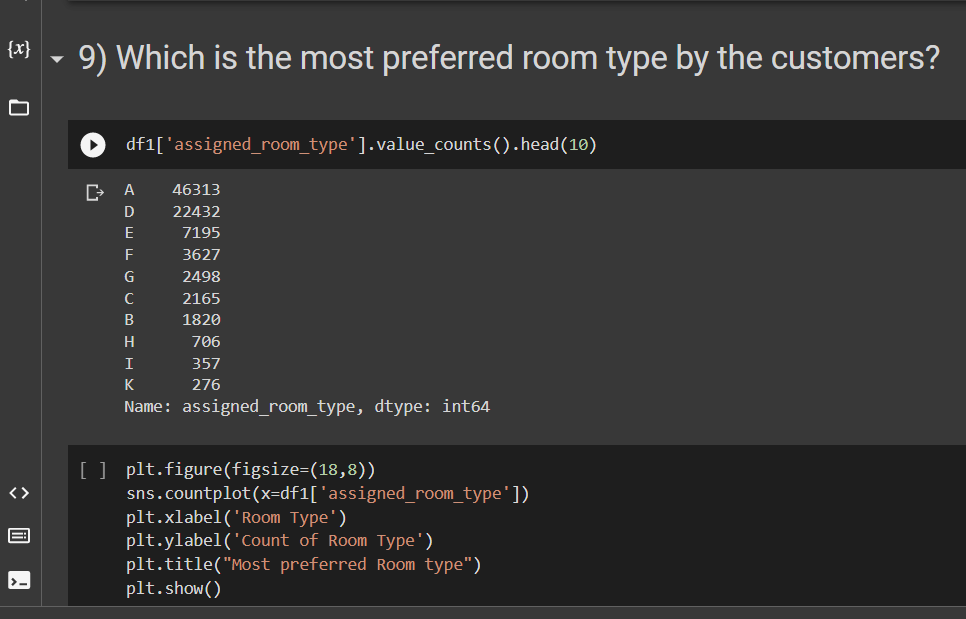 {x}
9) Which is the most preferred room type by the customers?
df1['assigned_room_type'].value_counts().head(10)
A    46313
D    22432
E     7195
F     3627
G     2498
C     2165
B     1820
H      706
I      357
K      276
Name: assigned_room_type, dtype: int64
[ ]
plt.figure(figsize=(18,8))
sns.countplot(x=df1['assigned_room_type'])
plt.xlabel('Room Type')
plt.ylabel('Count of Room Type')
plt.title("Most preferred Room type")
plt.show()